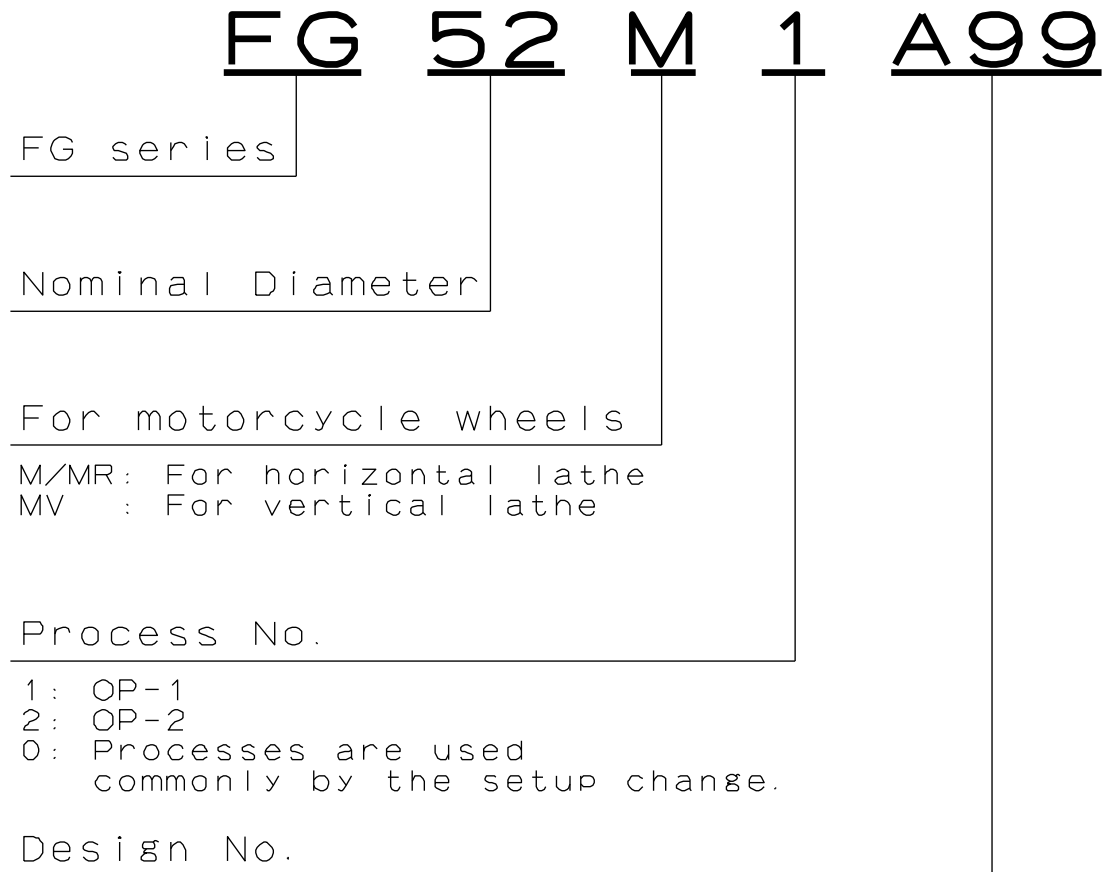 FG 52 M 1 A99
FG series
Nominal Diameter
For motorcycle wheels
M/MR: For horizontal lathe
MV : For vertical lathe
Process No.
1: OP-1
2: OP-2
0: Processes are used
commonly by the setup change.
Design No.